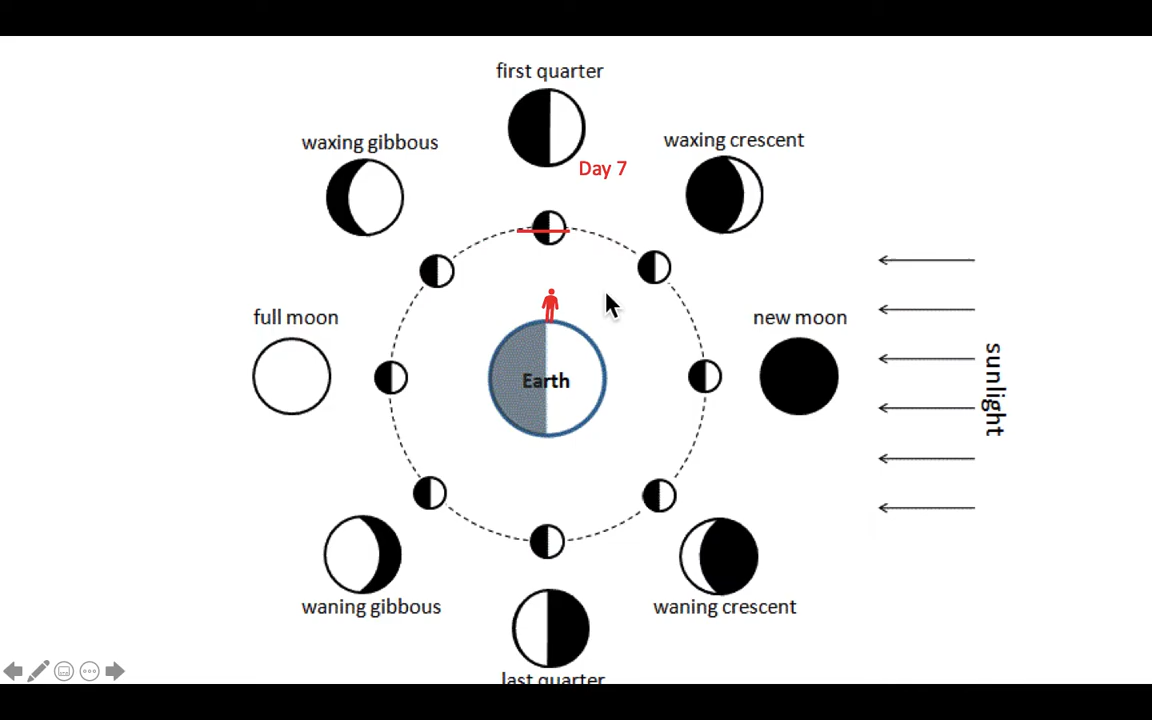 first quarter
waxing gibbous
waxing crescent
Day 7
full moon
new moon
Earth
sunlight
waning gibbous
waning crescent
last quarter